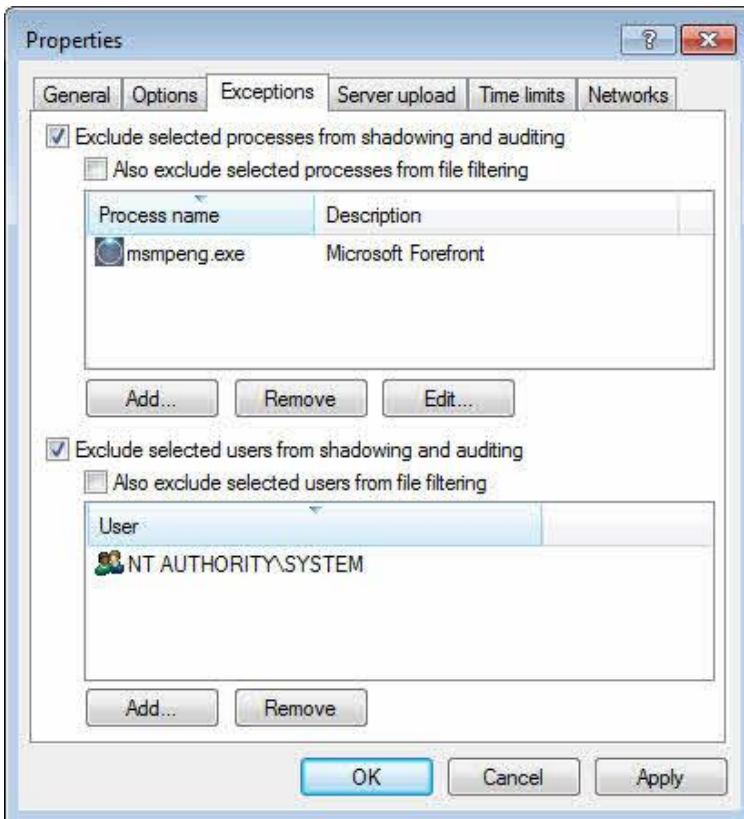 Properties
General Options Exceptions Server upload Time limits Networks
Exclude selected processes from shadowing and auditing
Also exclude selected processes from file filtering
Process name Description
msmpeng.exe Microsoft Forefront
Add... Remove Edit...
Exclude selected users from shadowing and auditing
Also exclude selected users from file filtering
User
NT AUTHORITY\SYSTEM
Add... Remove
OK Cancel Apply